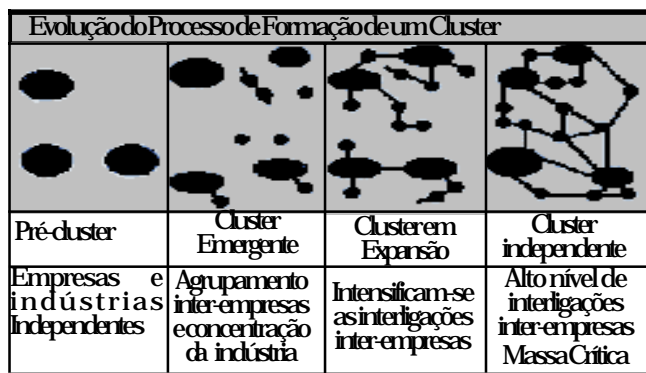 Evolução do Processo de Formação de um Cluster
Pré-cluster
Cluster
Emergente
Cluster em
Expansão
Cluster
independente
Empresas e
indústrias
Independentes
Agrupamento
inter-empresas
e concentração
da indústria
Intensificam-se
as interligações
inter-empresas
Alto nível de
interligações
inter-empresas
Massa Crítica